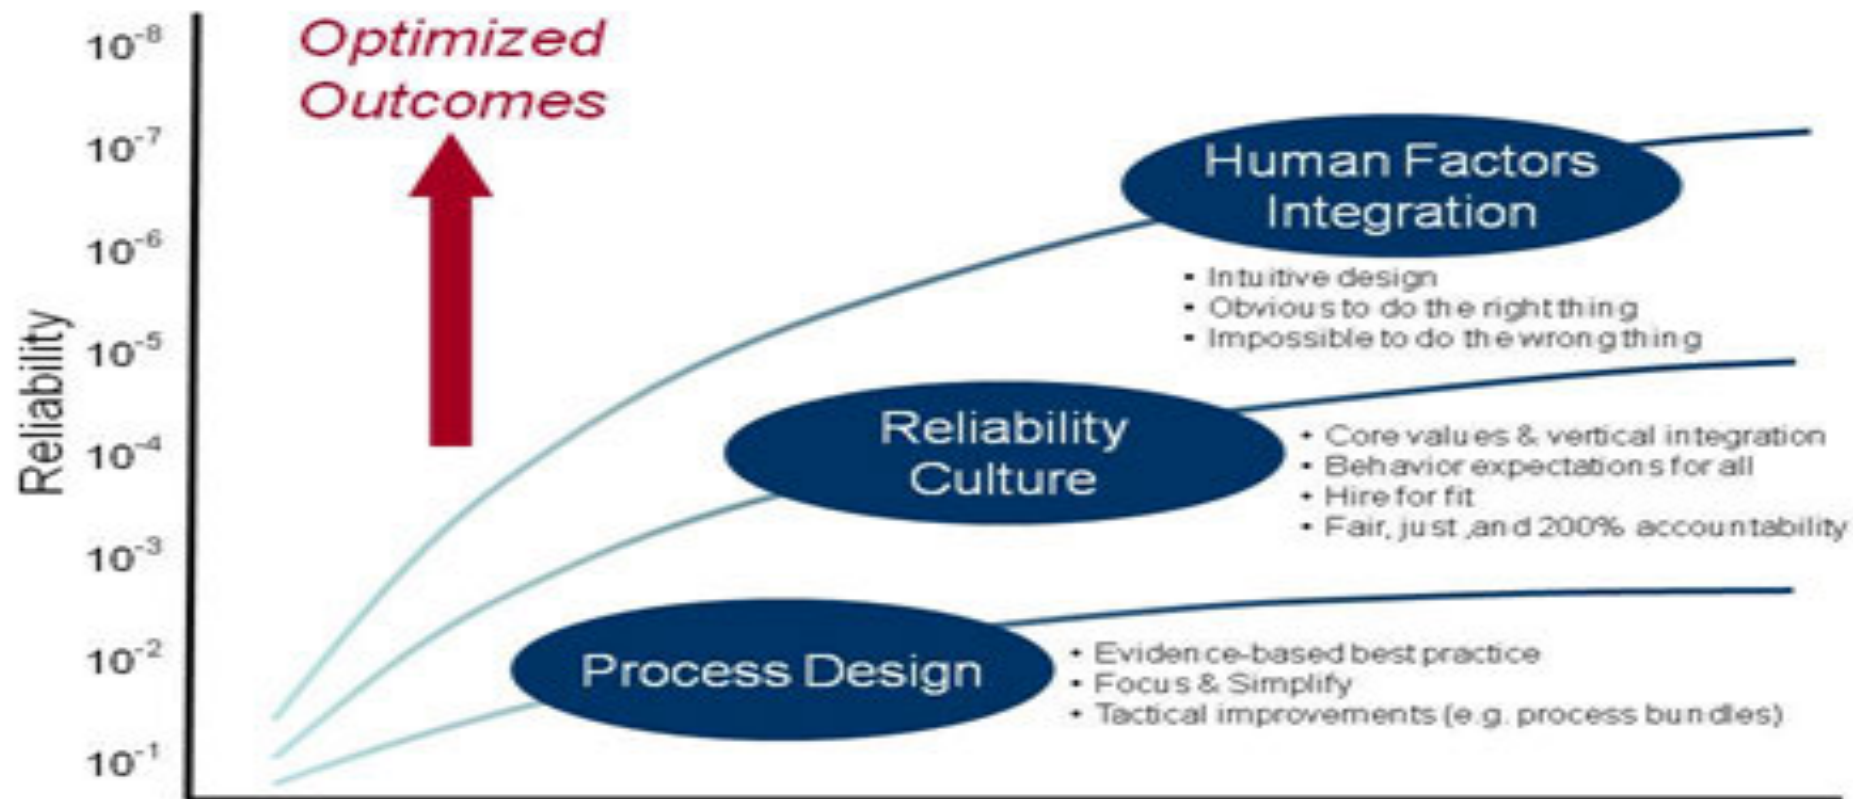 Optimized
Outcomes
Reliability
10⁻⁸
10⁻⁷
10⁻⁶
10⁻⁵
10⁻⁴
10⁻³
10⁻²
10⁻¹
Human Factors
Integration
• Intuitive design
• Obvious to do the right thing
• Impossible to do the wrong thing
Reliability
Culture
• Core values & vertical integration
• Behavior expectations for all
• Hire for fit
• Fair, just ,and 200% accountability
Process Design
• Evidence-based best practice
• Focus & Simplify
• Tactical improvements (e.g. process bundles)